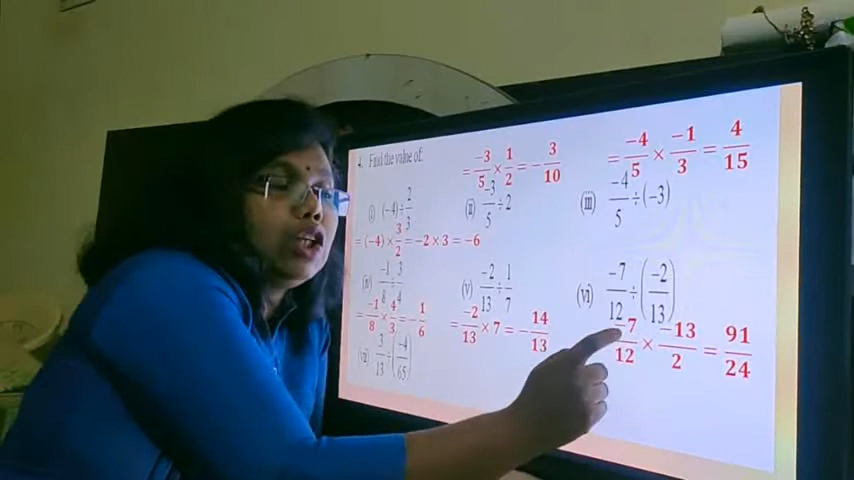 4. Find the value of:
= -3/5 × 1/2 = -3/10
= -4/5 × -1/3 = 4/15
(i) (-4) ÷ 2/3
(ii) -3/5 ÷ 2
(iii) -4/5 ÷ (-3)
= (-4) × 3/2 = -2 × 3 = -6
(iv) -1/8 ÷ 3/4
(v) -2/13 ÷ 1/7
(vi) -7/12 ÷ (-2/13)
= -1/8 × 4/3 = -1/6
= -2/13 × 7 = -14/13
-7/12 × -13/2 = 91/24
(vii) 3/13 ÷ (-4/65)